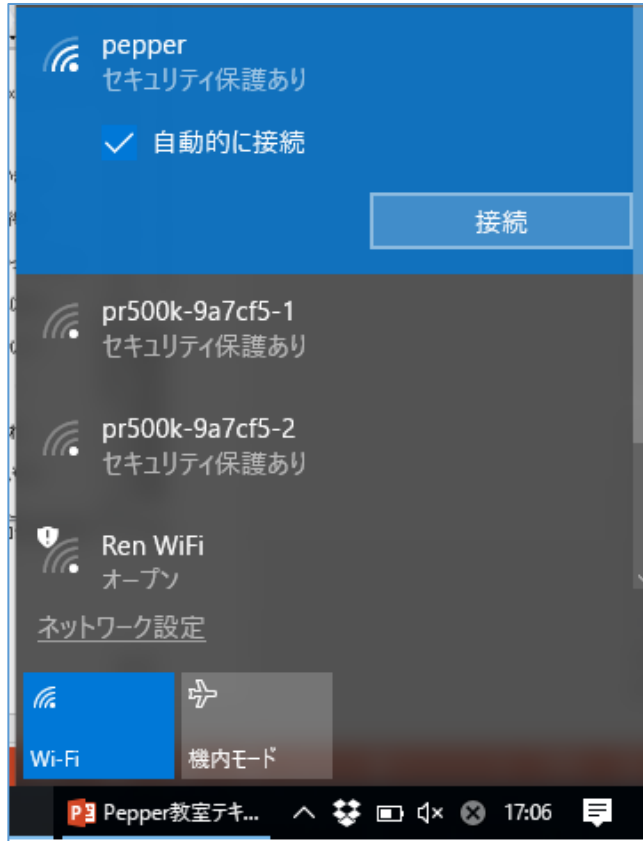 pepper
セキュリティ保護あり
自動的に接続
接続
pr500k-9a7cf5-1
セキュリティ保護あり
pr500k-9a7cf5-2
セキュリティ保護あり
Ren WiFi
オープン
ネットワーク設定
Wi-Fi
機内モード
Pepper教室テキ...
17:06